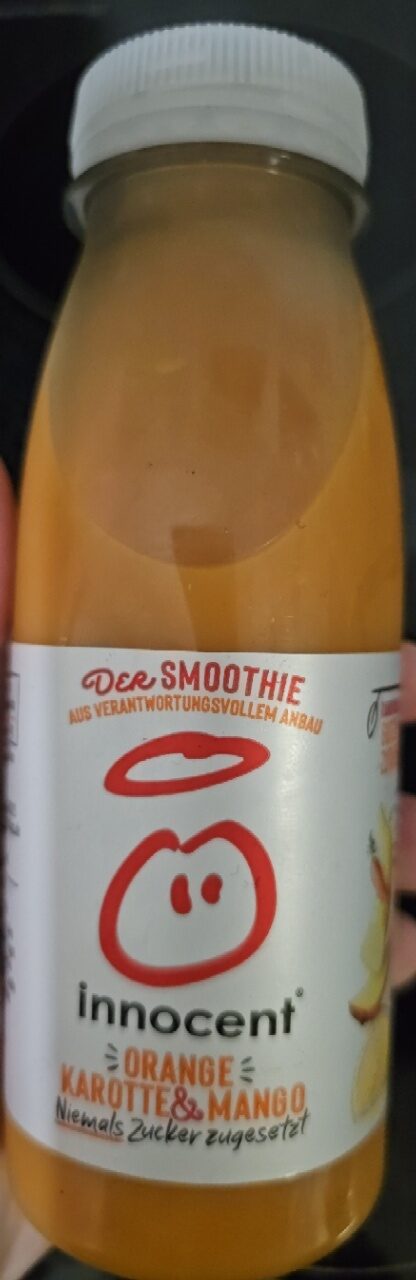 Der SMOOTHIE
AUS VERANTWORTUNGSVOLLEM ANBAU
innocent®
ORANGE
KAROTTE & MANGO
Niemals Zucker zugesetzt